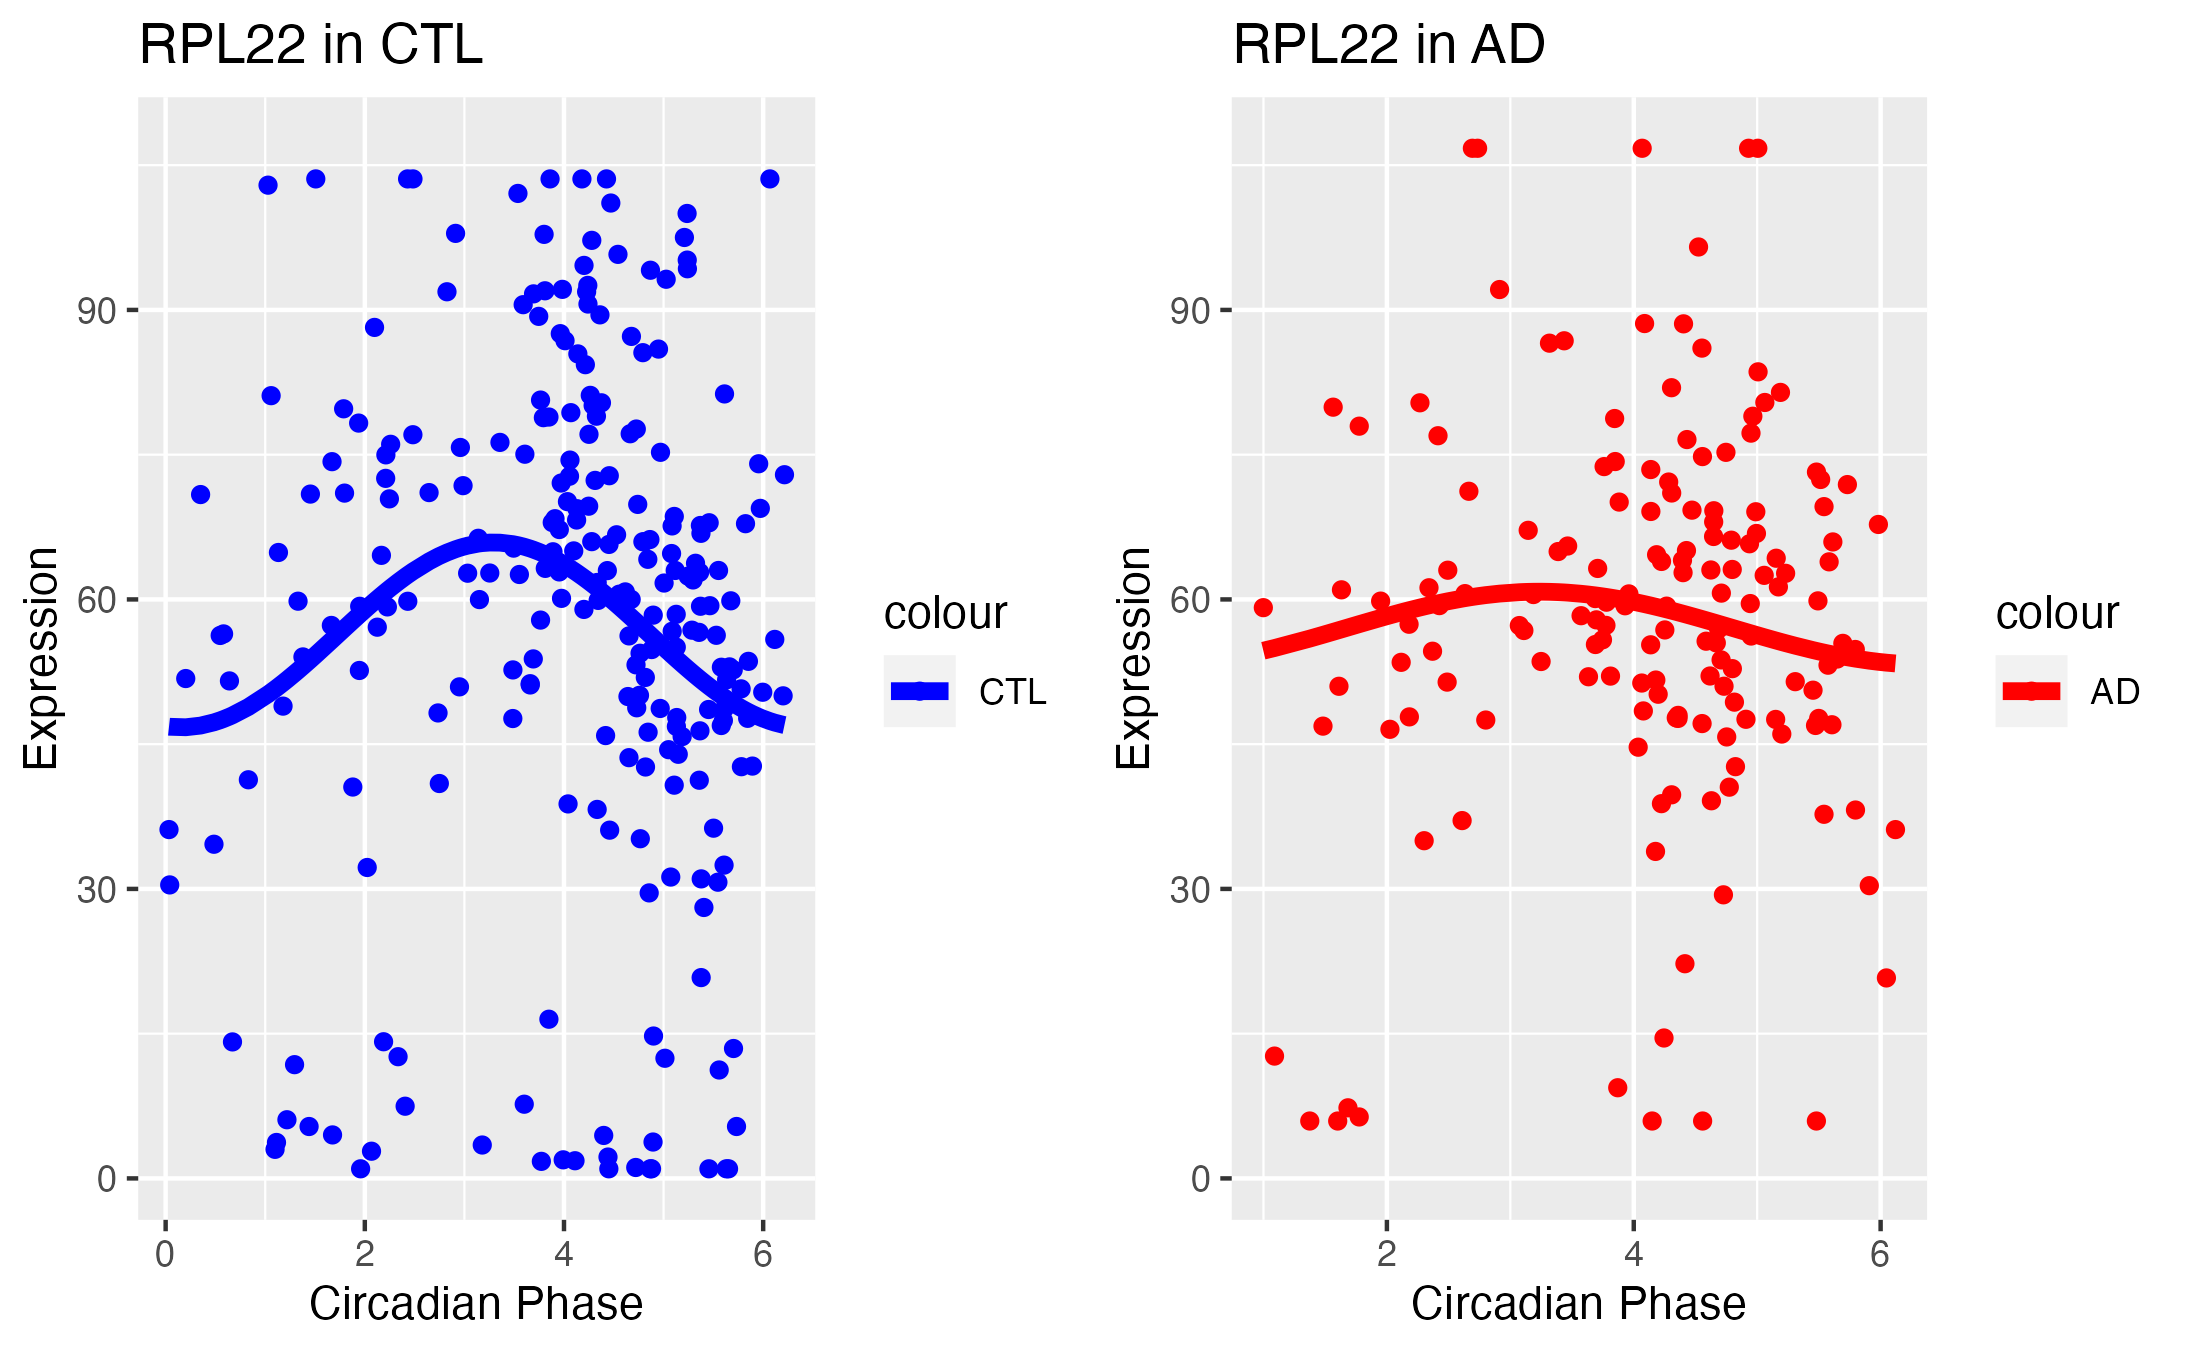 RPL22 in CTL
Expression
90
60
30
0
0 2 4 6
Circadian Phase
colour
CTL
RPL22 in AD
Expression
90
60
30
0
2 4 6
Circadian Phase
colour
AD